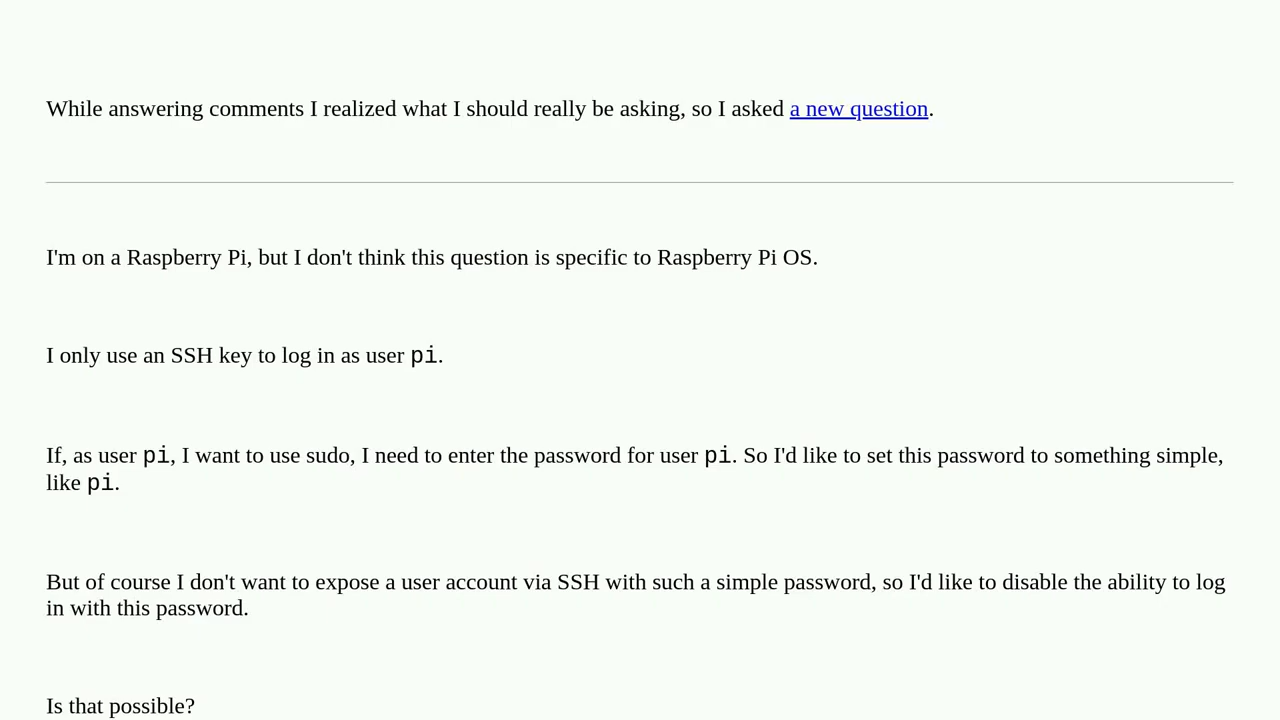 While answering comments I realized what I should really be asking, so I asked a new question.
I'm on a Raspberry Pi, but I don't think this question is specific to Raspberry Pi OS.
I only use an SSH key to log in as user pi.
If, as user pi, I want to use sudo, I need to enter the password for user pi. So I'd like to set this password to something simple,
like pi.
But of course I don't want to expose a user account via SSH with such a simple password, so I'd like to disable the ability to log
in with this password.
Is that possible?